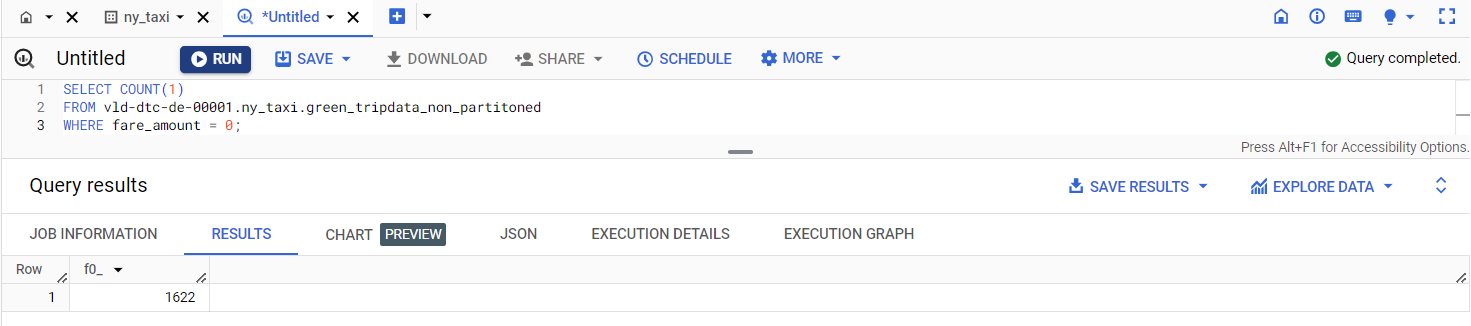 ny_taxi *Untitled
Untitled RUN SAVE DOWNLOAD SHARE SCHEDULE MORE Query completed.
1 SELECT COUNT(1)
2 FROM vld-dtc-de-00001.ny_taxi.green_tripdata_non_partitoned
3 WHERE fare_amount = 0;
Press Alt+F1 for Accessibility Options.
Query results SAVE RESULTS EXPLORE DATA
JOB INFORMATION RESULTS CHART PREVIEW JSON EXECUTION DETAILS EXECUTION GRAPH
Row f0_
1 1622